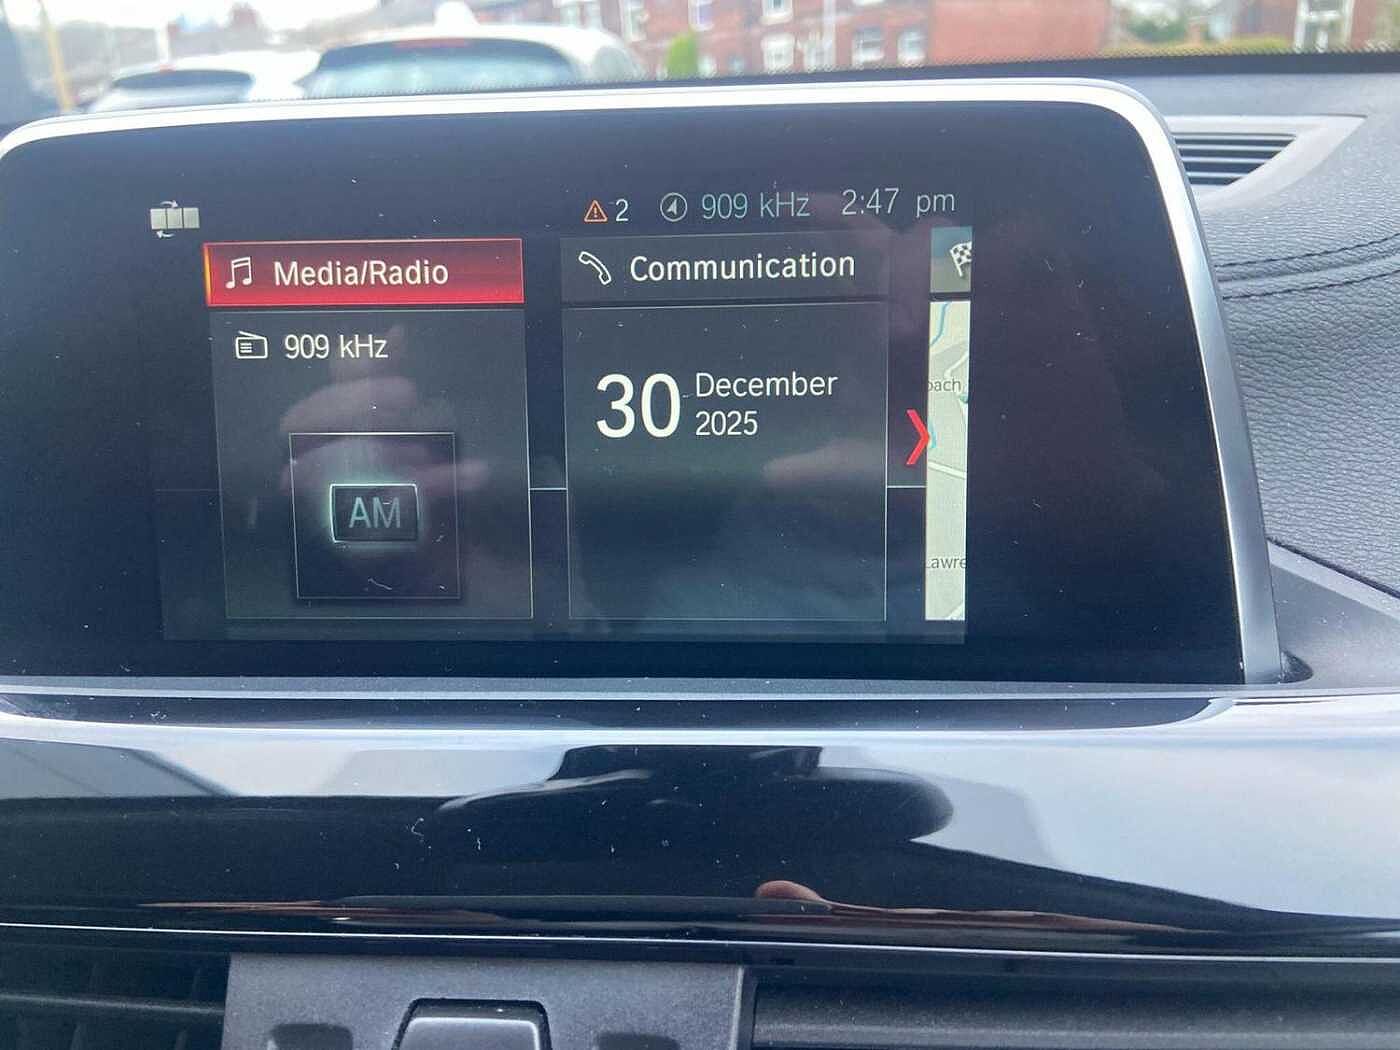 2 909 kHz 2:47 pm
Media/Radio
Communication
909 kHz
30 December
2025
AM